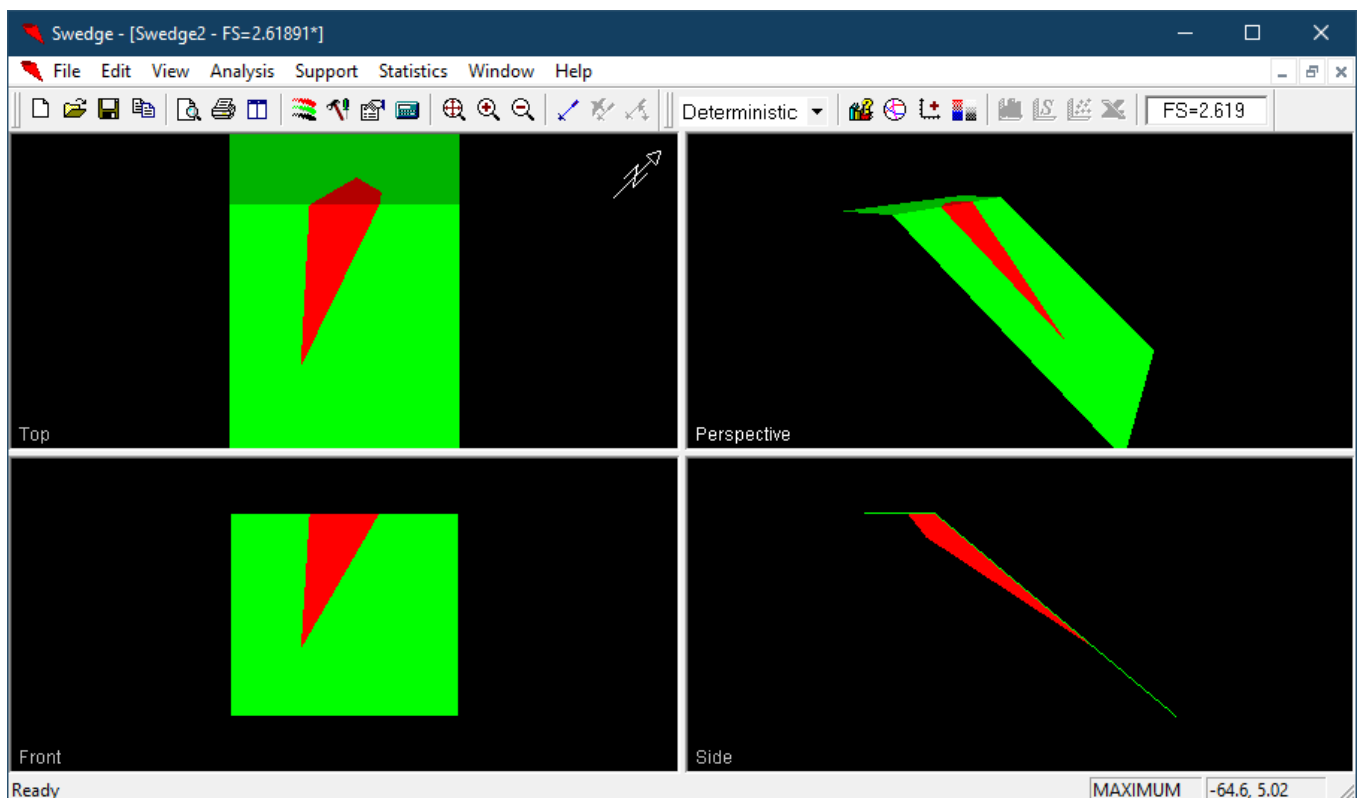 Swedge - [Swedge2 - FS=2.61891*]
File Edit View Analysis Support Statistics Window Help
Deterministic FS=2.619
Top
Perspective
Front
Side
Ready MAXIMUM -64.6, 5.02